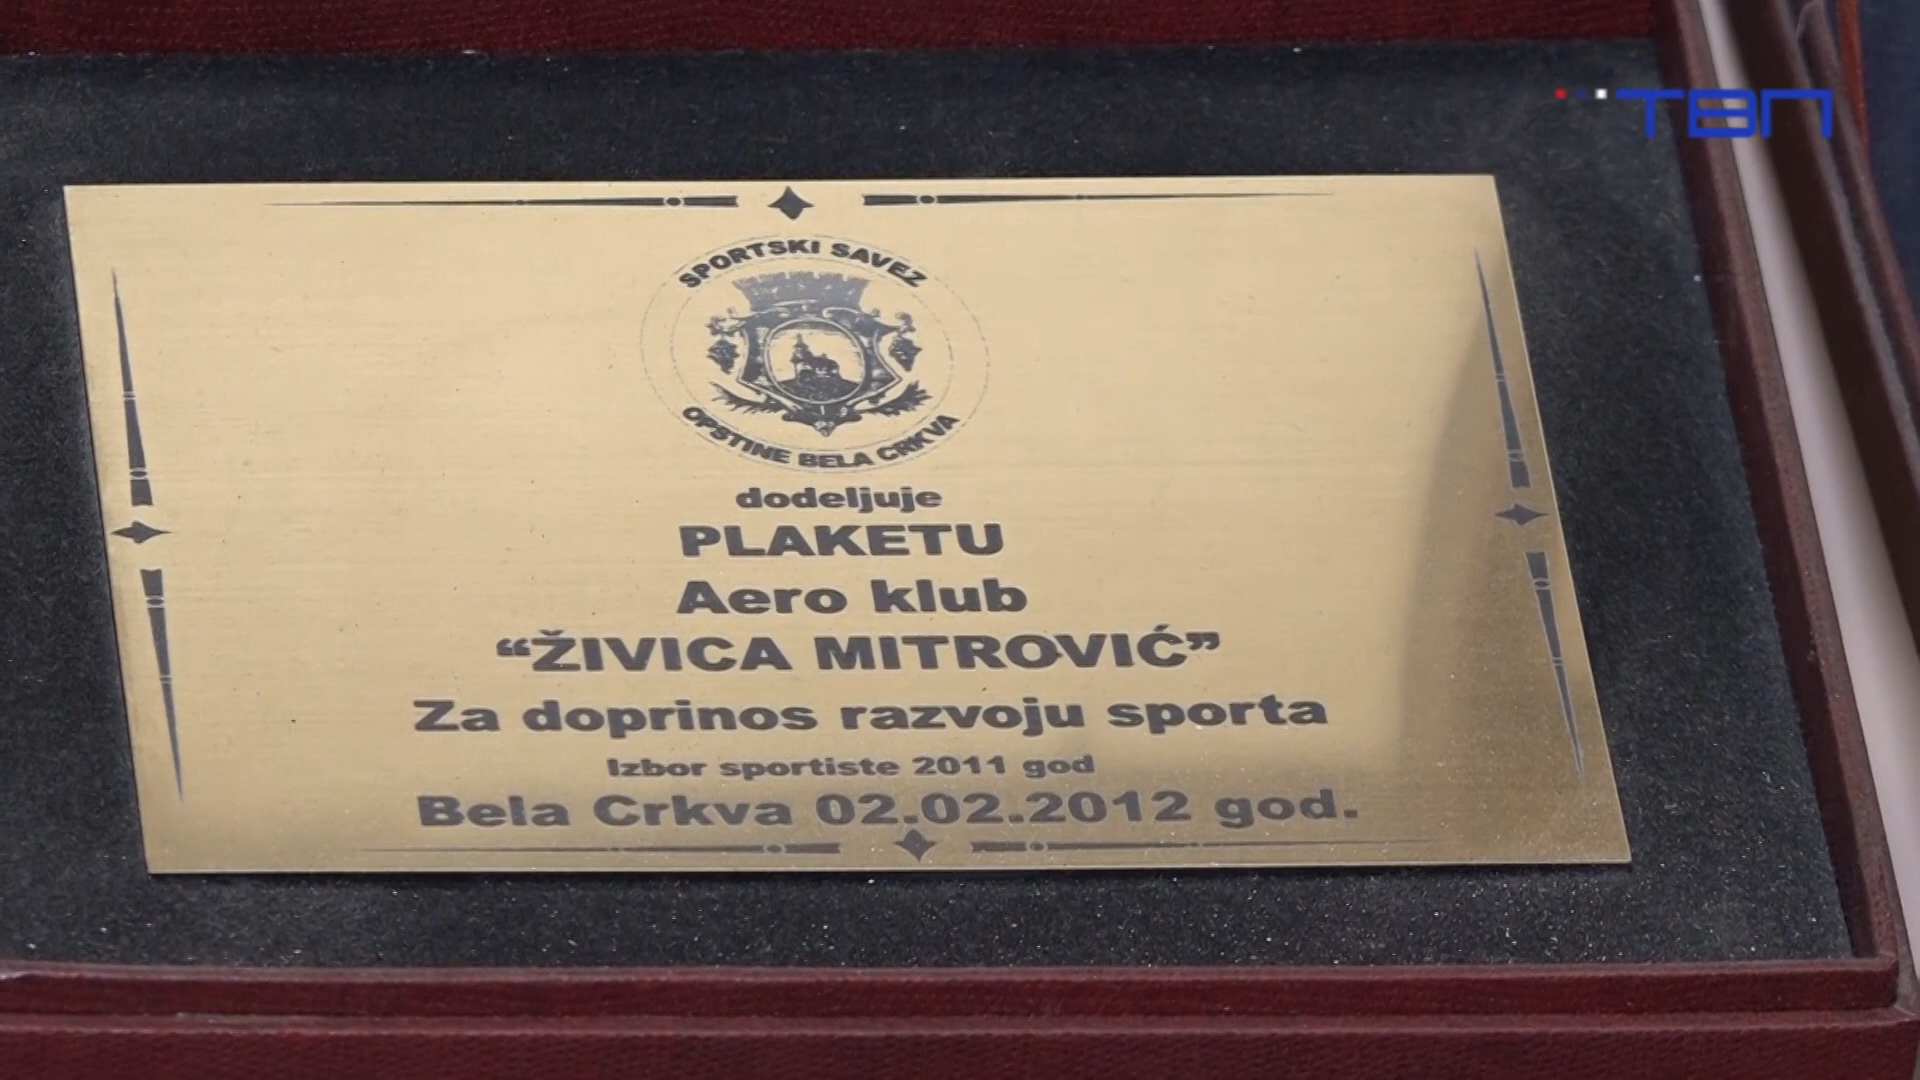 ТВП
SPORTSKI SAVEZ
OPSTINE BELA CRKVA
dodeljuje
PLAKETU
Aero klub
“ŽIVICA MITROVIĆ”
Za doprinos razvoju sporta
Izbor sportiste 2011 god
Bela Crkva 02.02.2012 god.